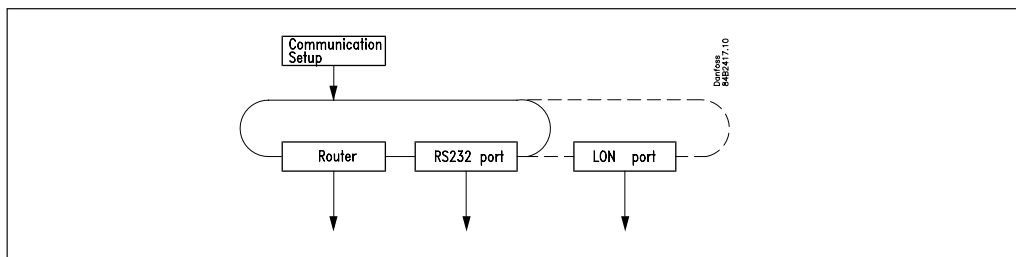 Communication
Setup
Danfoss
84B2417.10
Router
RS232 port
LON port